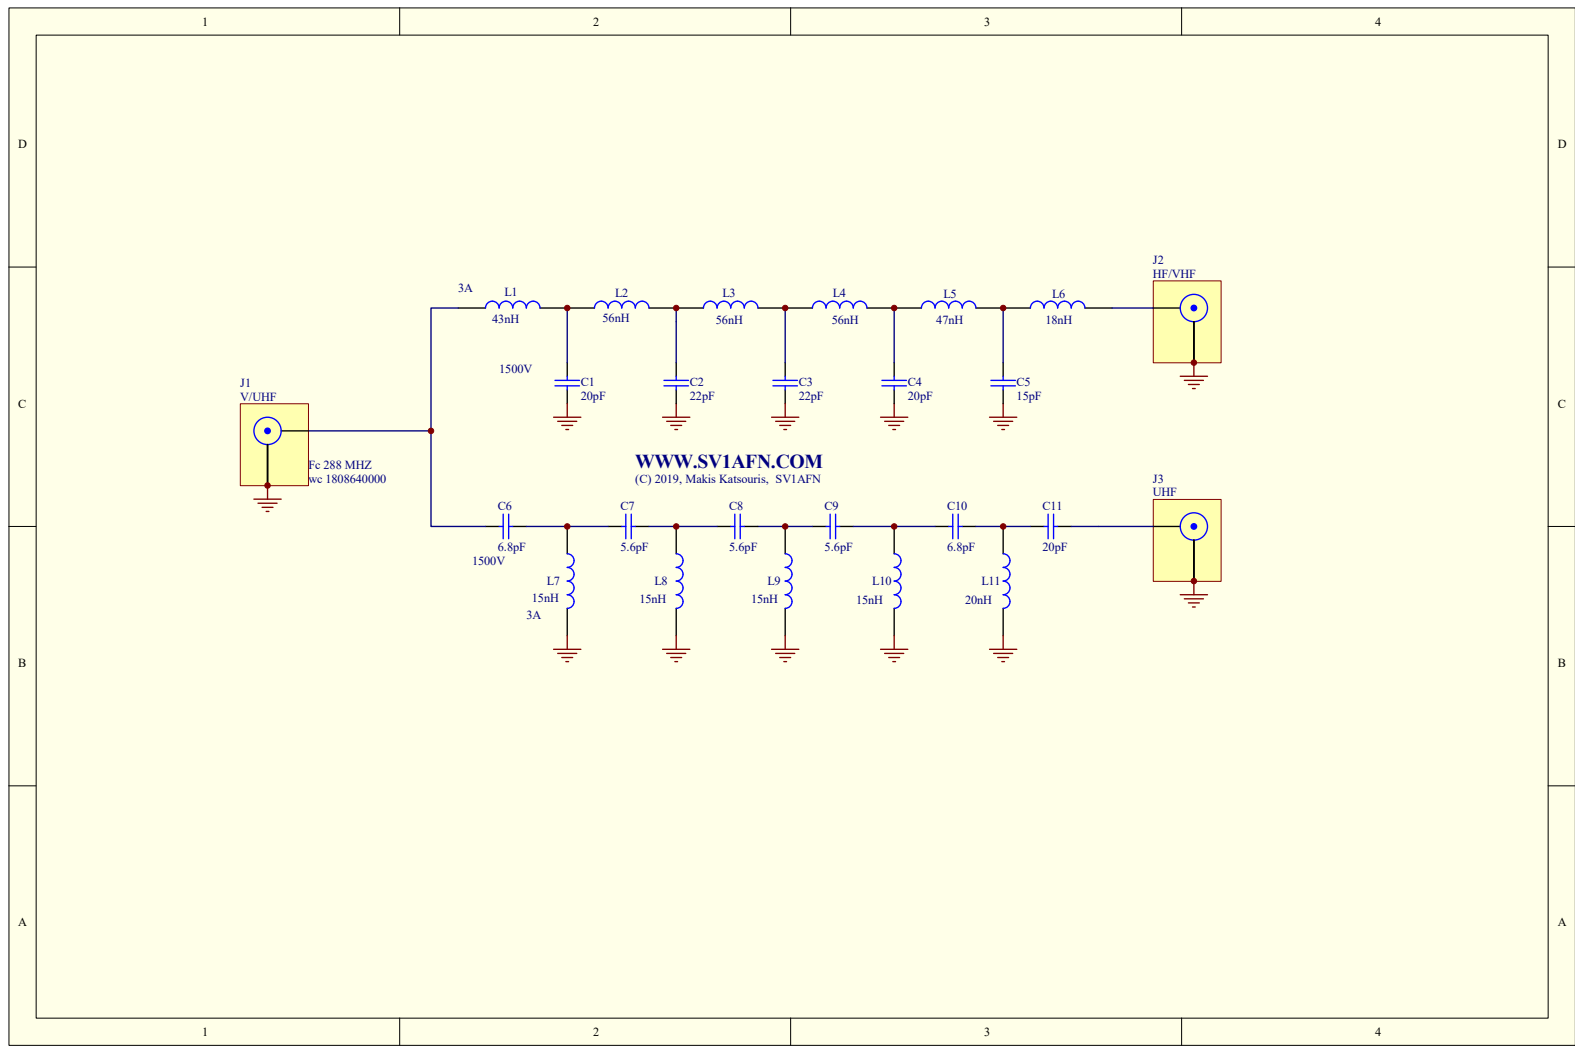 1 2 3 4
D D
J2
HF/VHF
3A L1 L2 L3 L4 L5 L6
43nH 56nH 56nH 56nH 47nH 18nH
1500V
J1
V/UHF
C1 C2 C3 C4 C5
20pF 22pF 22pF 20pF 15pF
C C
WWW.SV1AFN.COM
Fc 288 MHZ
wc 1808640000
(C) 2019, Makis Katsouris, SV1AFN
J3
UHF
C6 C7 C8 C9 C10 C11
6.8pF 5.6pF 5.6pF 5.6pF 6.8pF 20pF
1500V
L7 L8 L9 L10 L11
15nH 15nH 15nH 15nH 20nH
3A
B B
A A
1 2 3 4